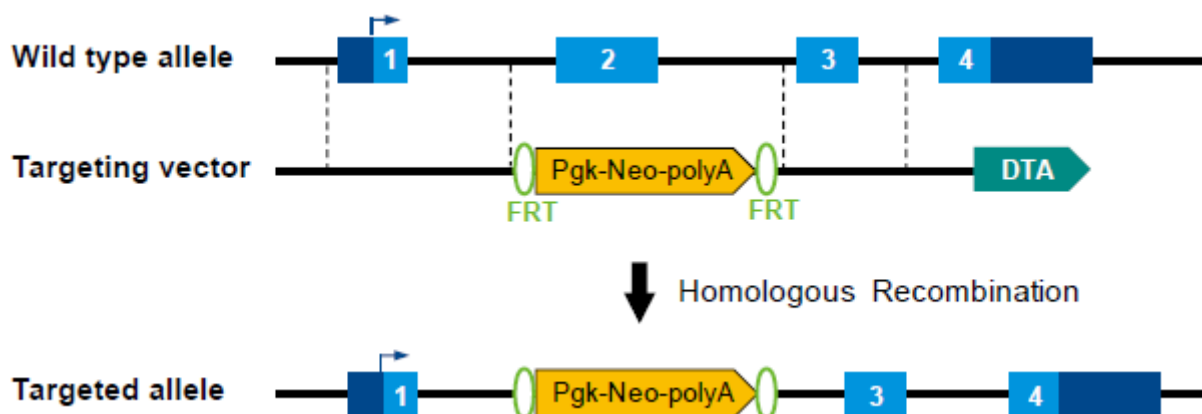 Wild type allele
1 2 3 4
Targeting vector
Pgk-Neo-polyA DTA
FRT FRT
Homologous Recombination
Targeted allele
1 Pgk-Neo-polyA 3 4